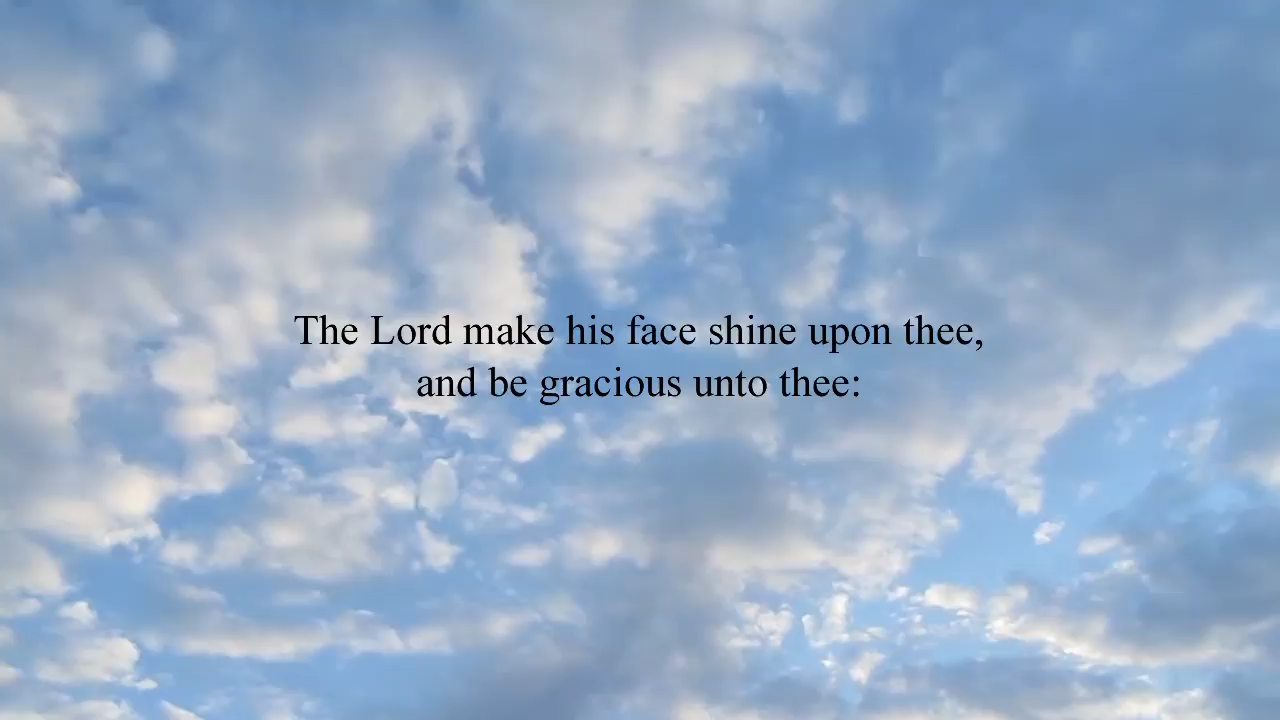 The Lord make his face shine upon thee,
and be gracious unto thee: